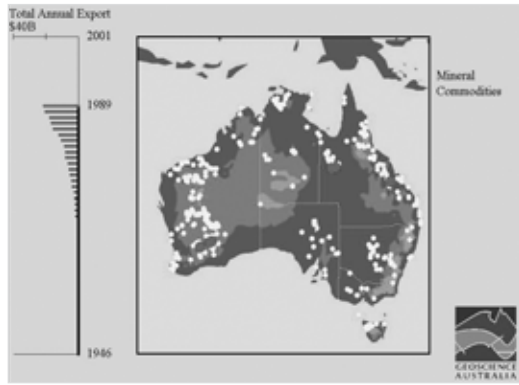 Total Annual Export
$40B
2001
1989
Mineral
Commodities
1946
GEOSCIENCE
AUSTRALIA